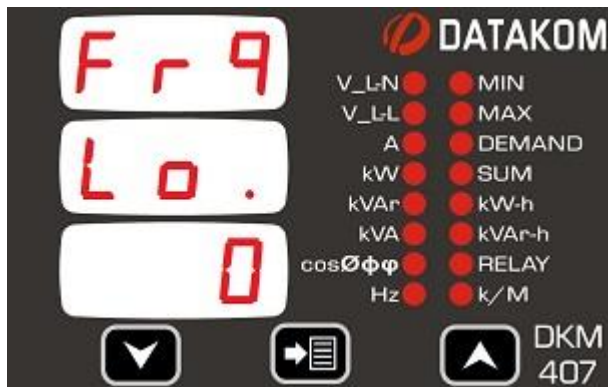 DATAKOM
Frq
Lo.
0
V_L-N MIN
V_L-L MAX
A DEMAND
kW SUM
kVAr kW-h
kVA kVAr-h
cosØφφ RELAY
Hz k/M
DKM
407